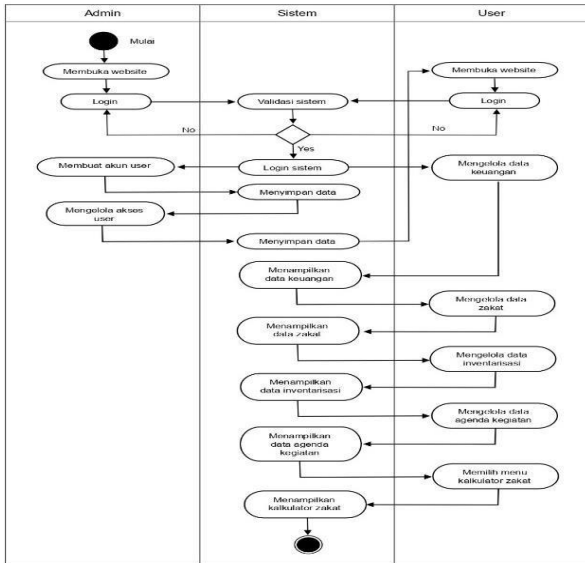 Admin
Sistem
User
Mulai
Membuka website
Membuka website
Login
Validasi sistem
Login
No
No
Yes
Membuat akun user
Login sistem
Mengelola data
keuangan
Menyimpan data
Mengelola akses
user
Menyimpan data
Menampilkan
data keuangan
Mengelola data
zakat
Menampilkan
data zakat
Mengelola data
inventarisasi
Menampilkan
data inventarisasi
Mengelola data
agenda kegiatan
Menampilkan
data agenda
kegiatan
Memilih menu
kalkulator zakat
Menampilkan
kalkulator zakat